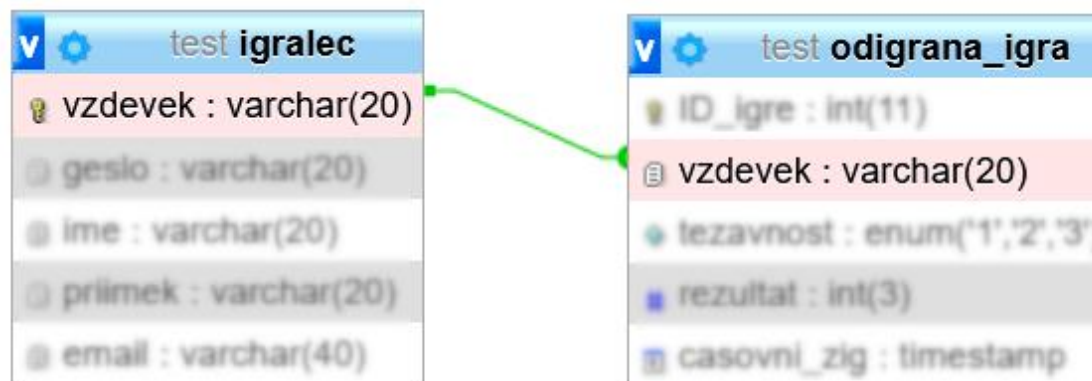 v test igralec
vzdevek : varchar(20)
geslo : varchar(20)
ime : varchar(20)
priimek : varchar(20)
email : varchar(40)
v test odigrana_igra
ID_igre : int(11)
vzdevek : varchar(20)
tezavnost : enum('1','2','3'
rezultat : int(3)
casovni_zig : timestamp